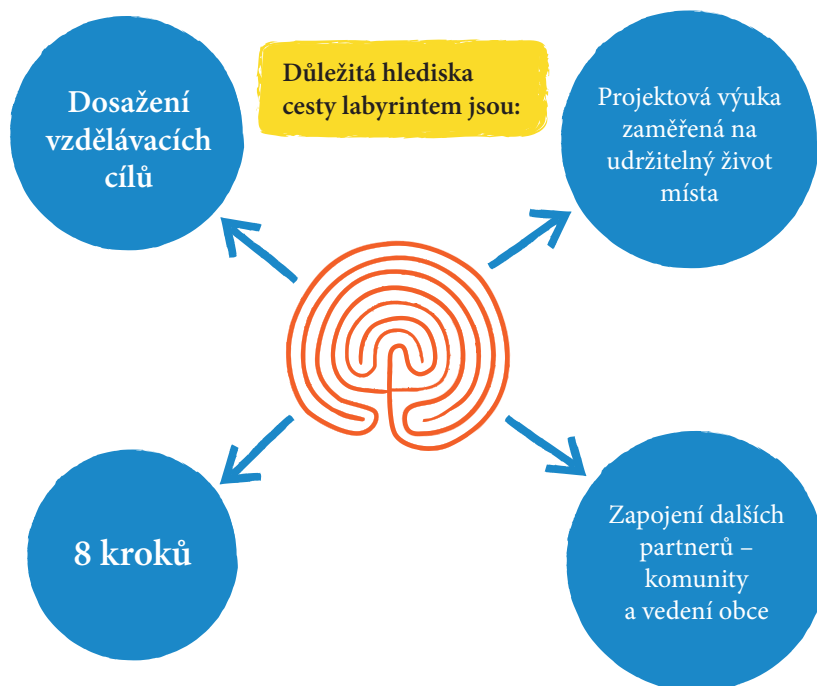 Důležitá hlediska
cesty labyrintem jsou:
Dosažení
vzdělávacích
cílů
Projektová výuka
zaměřená na
udržitelný život
místa
8 kroků
Zapojení dalších
partnerů –
komunity
a vedení obce